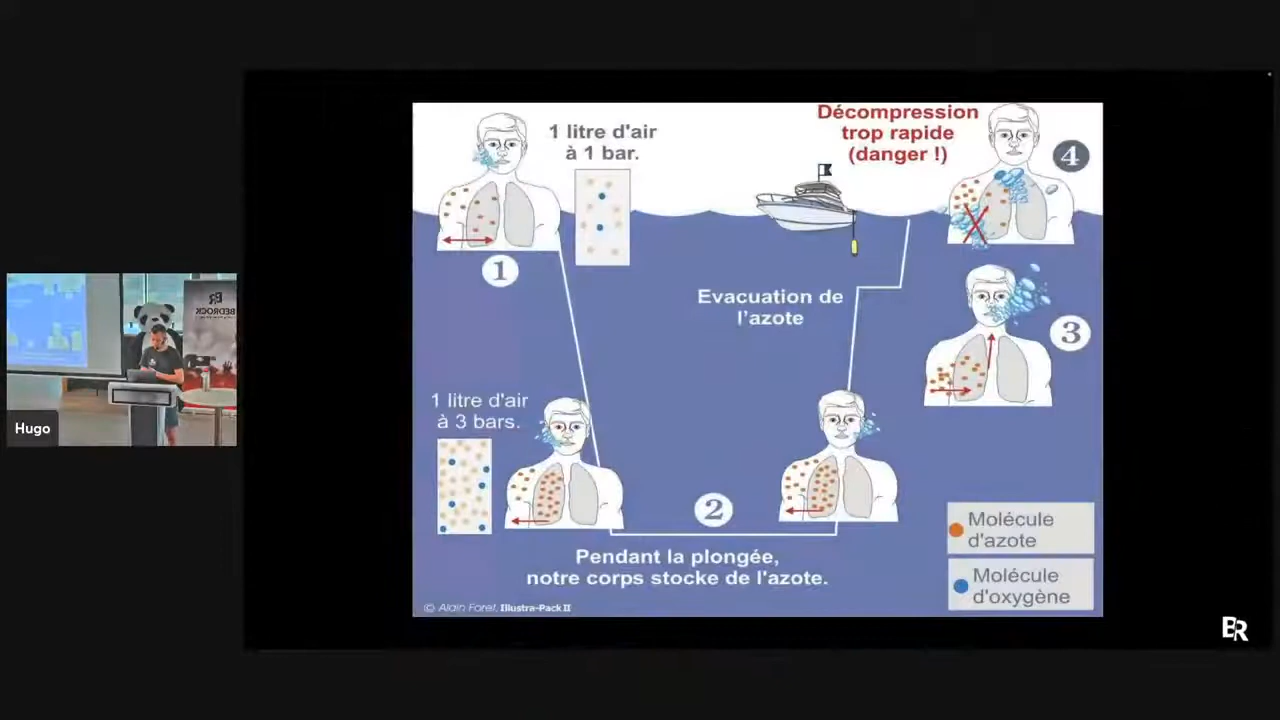 1 litre d'air
à 1 bar.
Décompression
trop rapide
(danger !)
4
1
Evacuation de
l'azote
3
1 litre d'air
à 3 bars.
2
Pendant la plongée,
notre corps stocke de l'azote.
Molécule
d'azote
Molécule
d'oxygène
© Alain Foret, Illustra-Pack II
Hugo
BEDROCK
BR